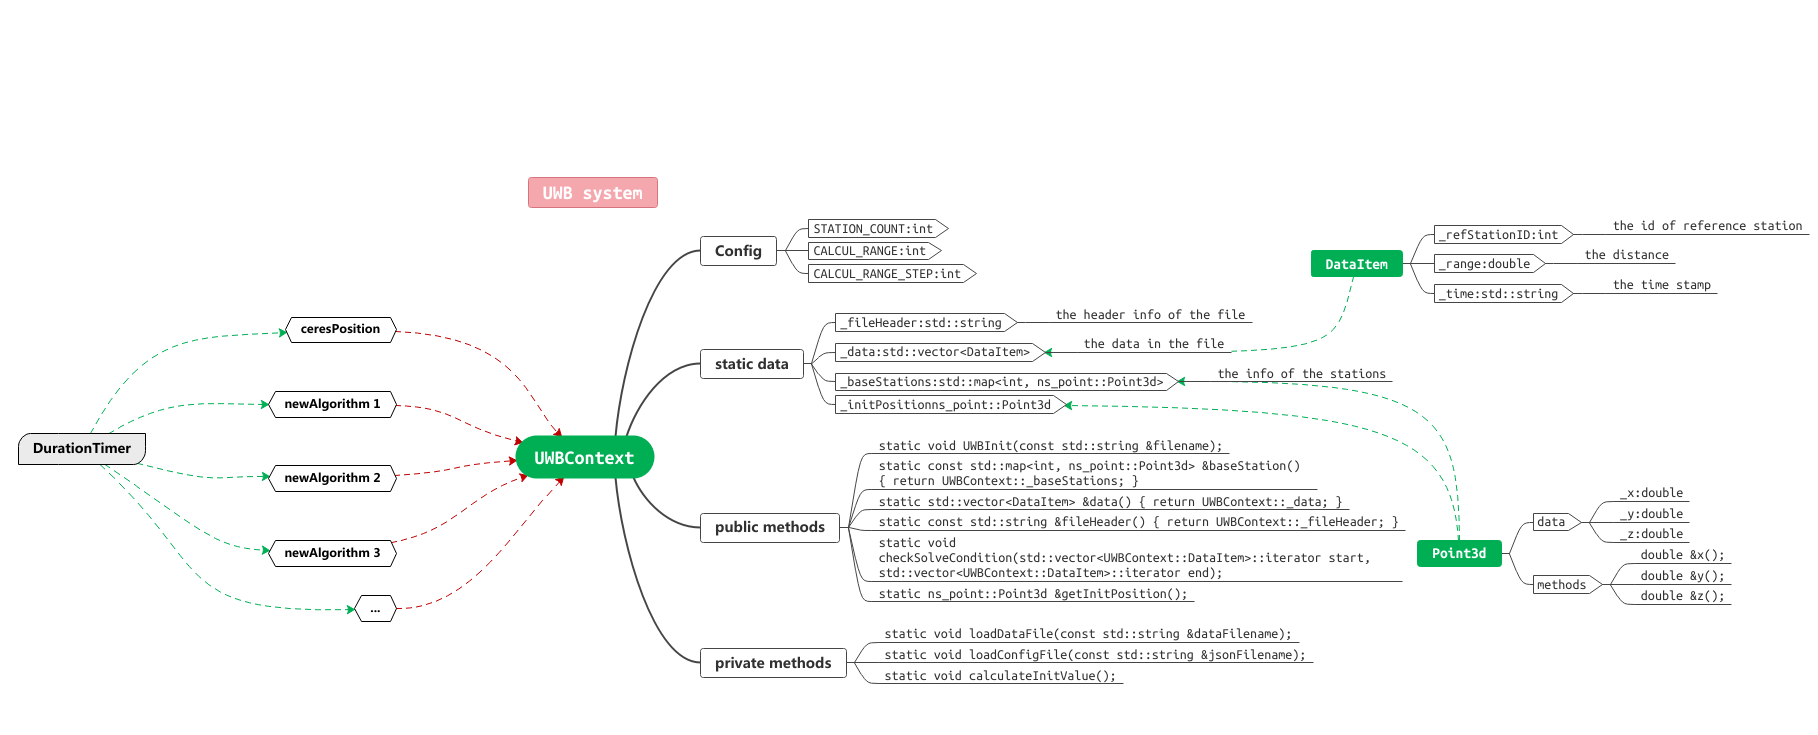 UWB system
DurationTimer
ceresPosition
newAlgorithm 1
newAlgorithm 2
newAlgorithm 3
...
UWBContext
Config
STATION_COUNT:int
CALCUL_RANGE:int
CALCUL_RANGE_STEP:int
static data
_fileHeader:std::string
the header info of the file
_data:std::vector<DataItem>
the data in the file
_baseStations:std::map<int, ns_point::Point3d>
the info of the stations
_initPositionns_point::Point3d
public methods
static void UWBInit(const std::string &filename);
static const std::map<int, ns_point::Point3d> &baseStation()
{ return UWBContext::_baseStations; }
static std::vector<DataItem> &data() { return UWBContext::_data; }
static const std::string &fileHeader() { return UWBContext::_fileHeader; }
static void
checkSolveCondition(std::vector<UWBContext::DataItem>::iterator start,
std::vector<UWBContext::DataItem>::iterator end);
static ns_point::Point3d &getInitPosition();
private methods
static void loadDataFile(const std::string &dataFilename);
static void loadConfigFile(const std::string &jsonFilename);
static void calculateInitValue();
DataItem
_refStationID:int
the id of reference station
_range:double
the distance
_time:std::string
the time stamp
Point3d
data
_x:double
_y:double
_z:double
methods
double &x();
double &y();
double &z();